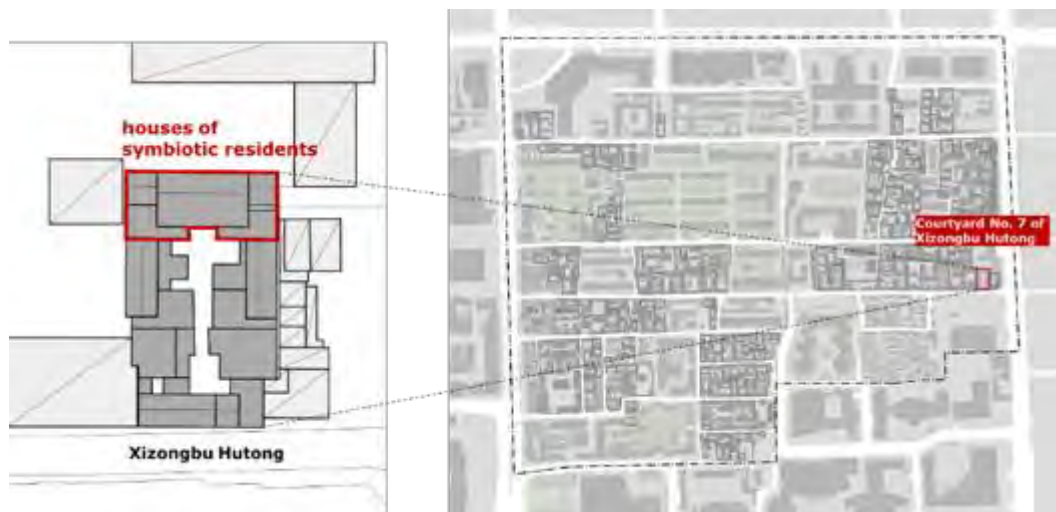 houses of
symbiotic residents
Xizongbu Hutong
Courtyard No. 7 of
Xizongbu Hutong